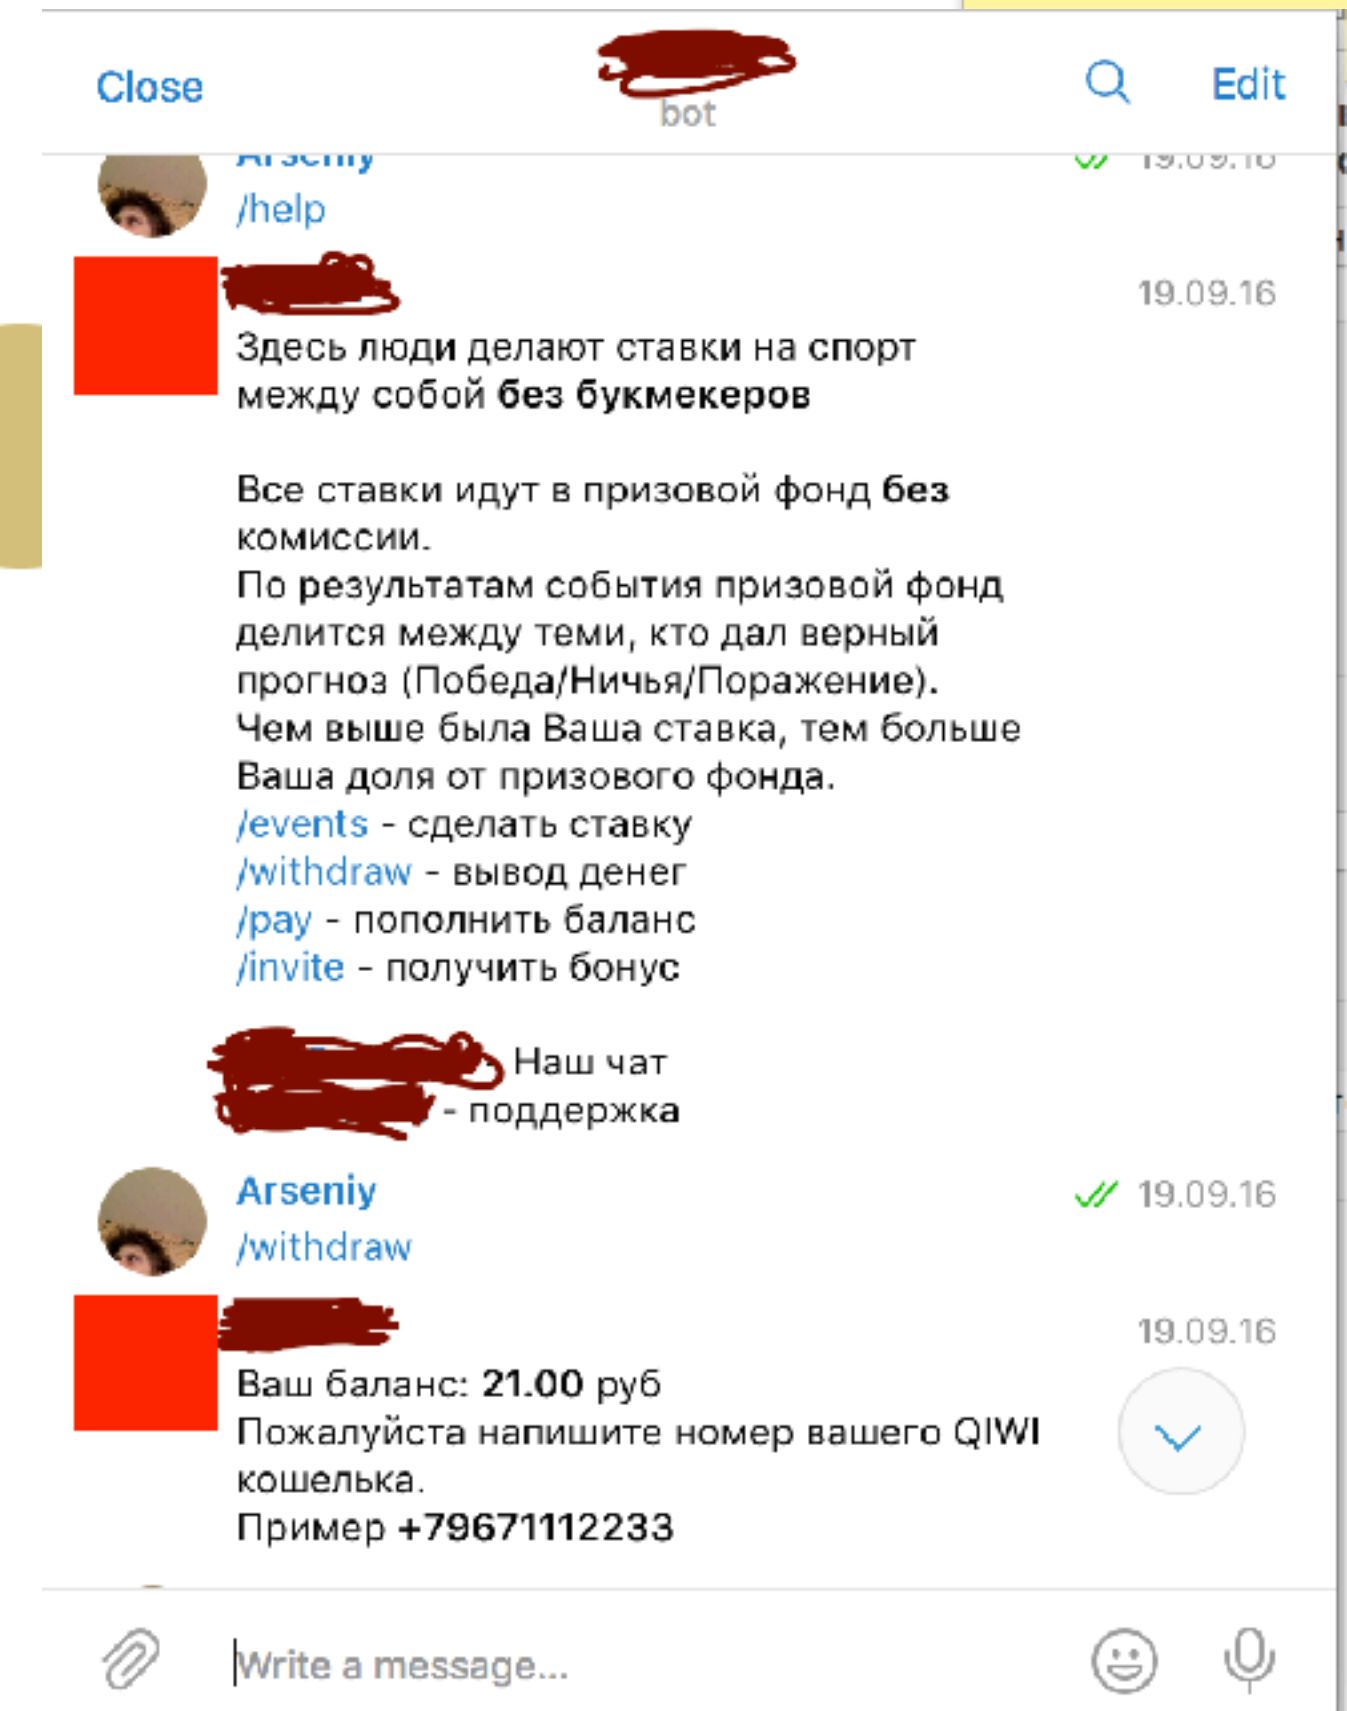 Close
Edit
bot
Arseniy
19.09.16
/help
19.09.16
Здесь люди делают ставки на спорт
между собой без букмекеров
Все ставки идут в призовой фонд без
комиссии.
По результатам события призовой фонд
делится между теми, кто дал верный
прогноз (Победа/Ничья/Поражение).
Чем выше была Ваша ставка, тем больше
Ваша доля от призового фонда.
/events - сделать ставку
/withdraw - вывод денег
/pay - пополнить баланс
/invite - получить бонус
Наш чат
- поддержка
Arseniy
19.09.16
/withdraw
19.09.16
Ваш баланс: 21.00 руб
Пожалуйста напишите номер вашего QIWI
кошелька.
Пример +79671112233
Write a message...